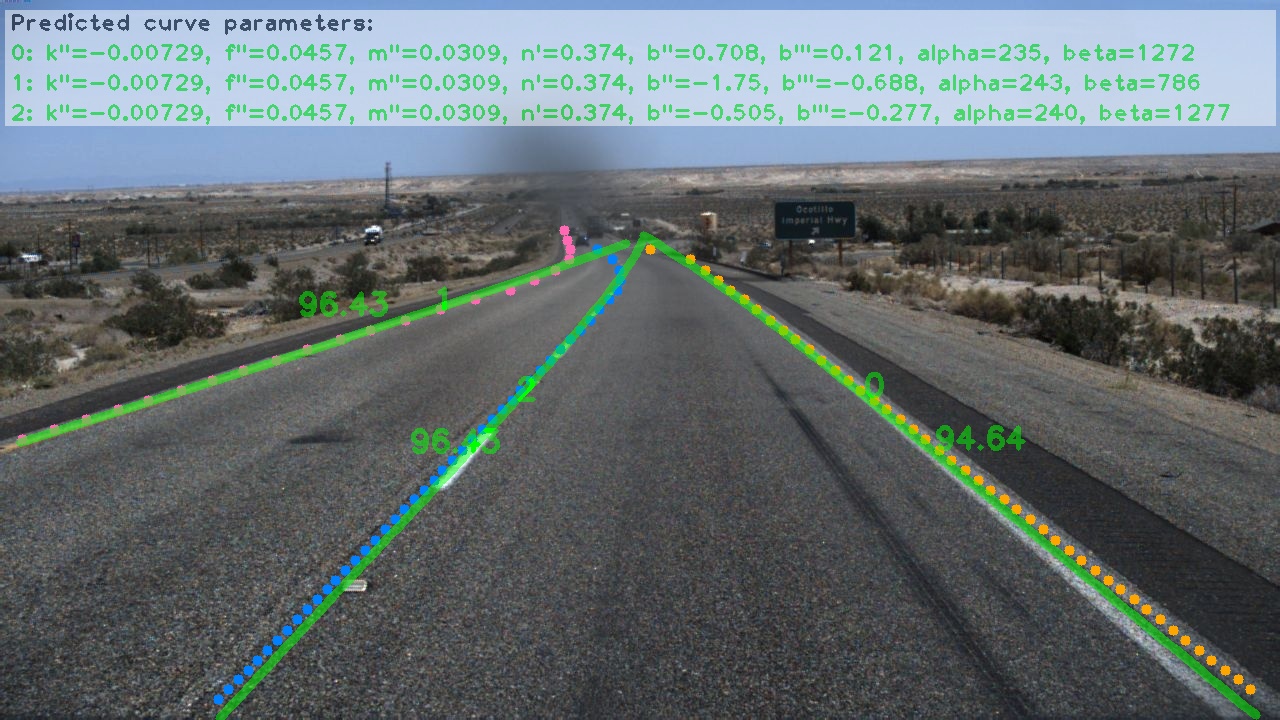 Predicted curve parameters:
0: k"=-0.00729, f"=0.0457, m"=0.0309, n'=0.374, b"=0.708, b'''=0.121, alpha=235, beta=1272
1: k"=-0.00729, f"=0.0457, m"=0.0309, n'=0.374, b"=-1.75, b'''=-0.688, alpha=243, beta=786
2: k"=-0.00729, f"=0.0457, m"=0.0309, n'=0.374, b"=-0.505, b'''=-0.277, alpha=240, beta=1277
Ocotillo
Imperial Hwy
96.43
1
2
0
96.43
94.64